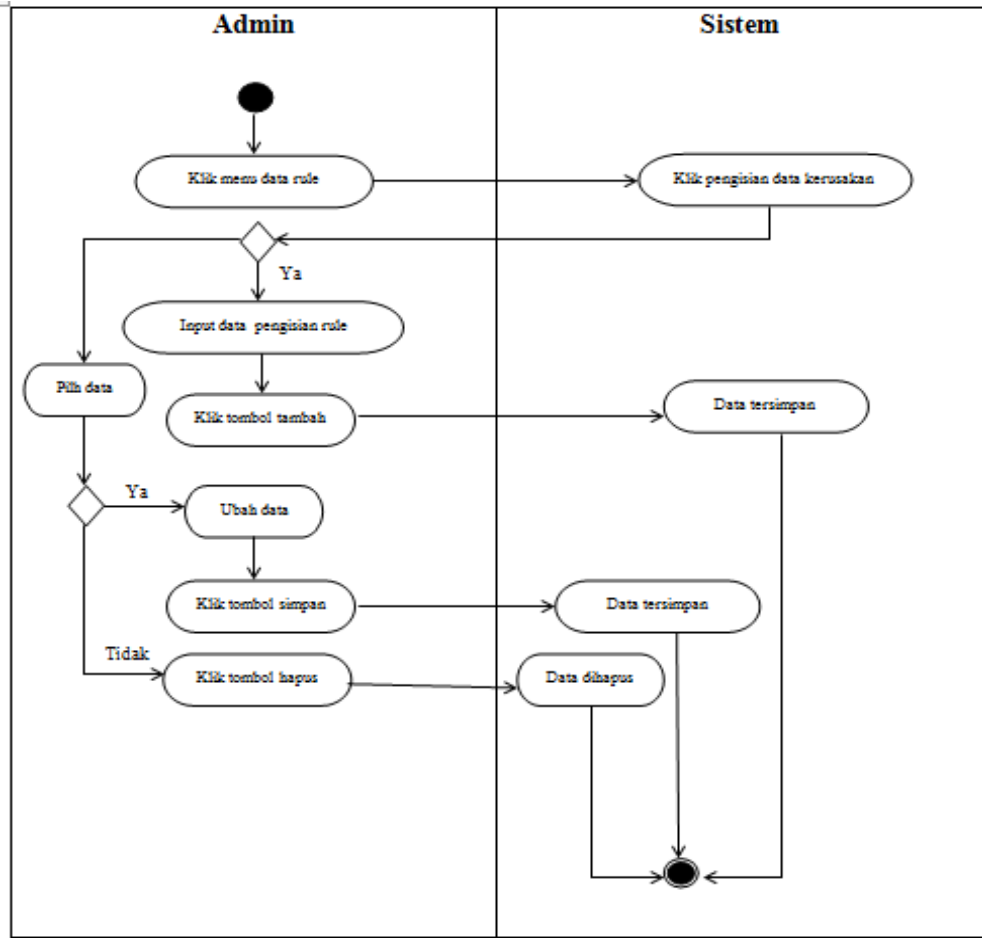 Admin
Sistem
Klik menu data rule
Klik pengisian data kerusakan
Ya
Input data pengisian rule
Pilh data
Klik tombol tambah
Data tersimpan
Ya
Ubah data
Klik tombol simpan
Data tersimpan
Tidak
Klik tombol hapus
Data dihapus